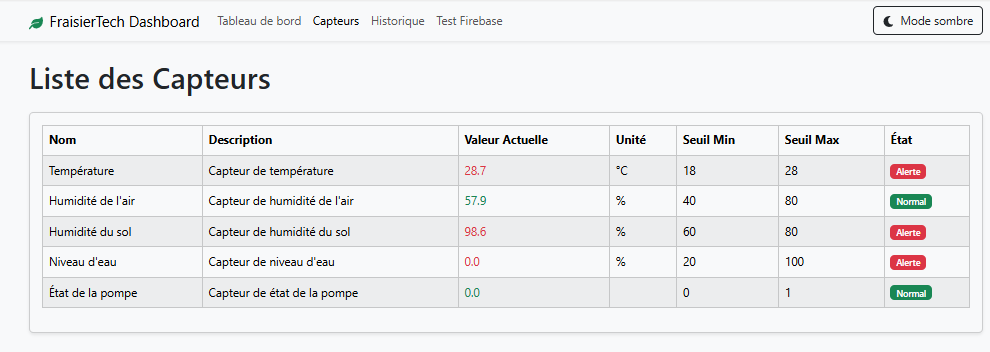 FraisierTech Dashboard Tableau de bord Capteurs Historique Test Firebase Mode sombre
Liste des Capteurs
Nom Description Valeur Actuelle Unité Seuil Min Seuil Max État
Température Capteur de température 28.7 °C 18 28 Alerte
Humidité de l'air Capteur de humidité de l'air 57.9 % 40 80 Normal
Humidité du sol Capteur de humidité du sol 98.6 % 60 80 Alerte
Niveau d'eau Capteur de niveau d'eau 0.0 % 20 100 Alerte
État de la pompe Capteur de état de la pompe 0.0 0 1 Normal